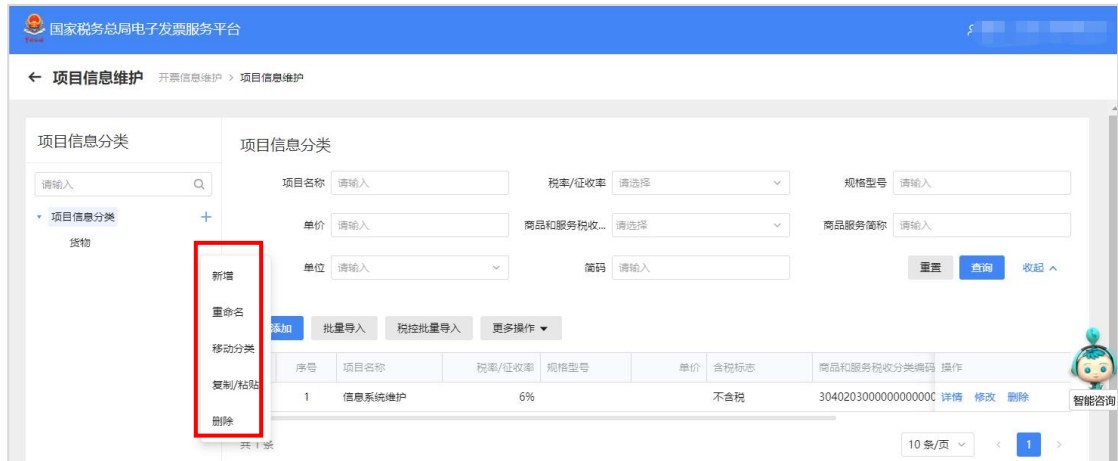 国家税务总局电子发票服务平台
← 项目信息维护 开票信息维护 > 项目信息维护
项目信息分类
请输入
项目信息分类 +
货物
新增
重命名
移动分类
复制/粘贴
删除
项目信息分类
项目名称 请输入 税率/征收率 请选择 规格型号 请输入
单价 请输入 商品和服务税收... 请选择 商品服务简称 请输入
单位 请输入 简码 请输入 重置 查询 收起
添加 批量导入 税控批量导入 更多操作
序号 项目名称 税率/征收率 规格型号 单价 含税标志 商品和服务税收分类编码 操作
1 信息系统维护 6% 不含税 3040203000000000000 详情 修改 删除
共 1 条
10 条/页 < 1 >
智能咨询